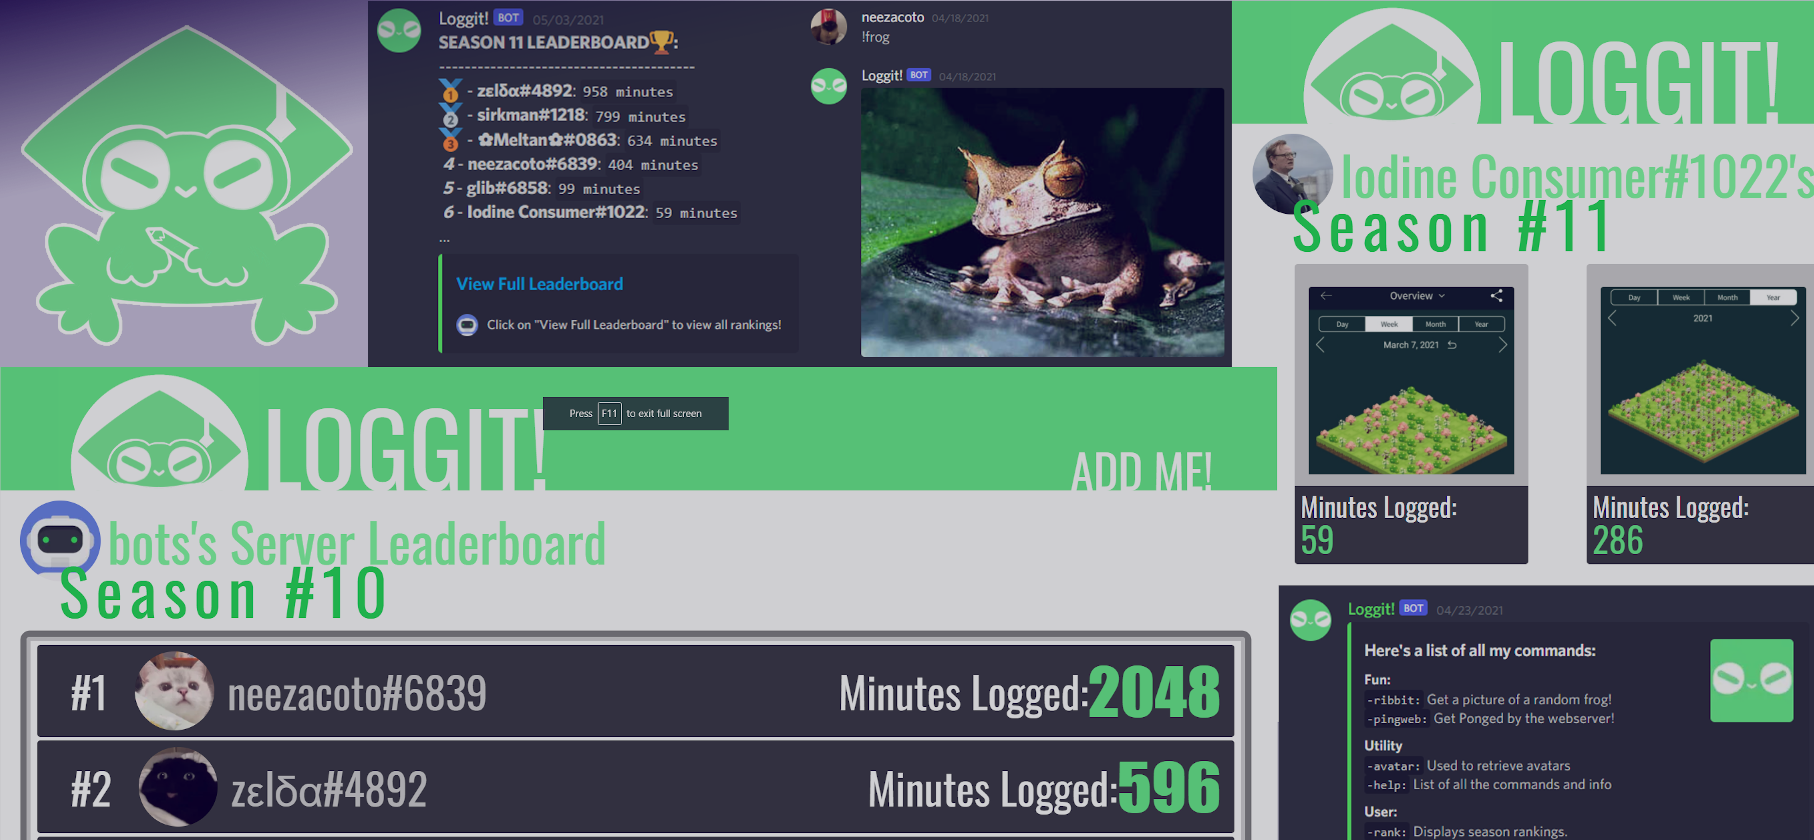 Loggit! BOT 05/03/2021
SEASON 11 LEADERBOARD🏆:
----------------------------------------
🥇 - zεlδα#4892: 958 minutes
🥈 - sirkman#1218: 799 minutes
🥉 - ✿Meltan✿#0863: 634 minutes
4 - neezacoto#6839: 404 minutes
5 - glib#6858: 99 minutes
6 - Iodine Consumer#1022: 59 minutes
...
View Full Leaderboard
Click on "View Full Leaderboard" to view all rankings!
neezacoto 04/18/2021
!frog
Loggit! BOT 04/18/2021
LOGGIT!
Iodine Consumer#1022's
Season #11
Overview
Day Week Month Year
March 7, 2021
Minutes Logged:
59
Day Week Month Year
2021
Minutes Logged:
286
LOGGIT!
Press F11 to exit full screen
ADD ME!
bots's Server Leaderboard
Season #10
#1 neezacoto#6839 Minutes Logged:2048
#2 zεlδα#4892 Minutes Logged:596
Loggit! BOT 04/23/2021
Here's a list of all my commands:
Fun:
-ribbit: Get a picture of a random frog!
-pingweb: Get Ponged by the webserver!
Utility
-avatar: Used to retrieve avatars
-help: List of all the commands and info
User:
-rank: Displays season rankings.